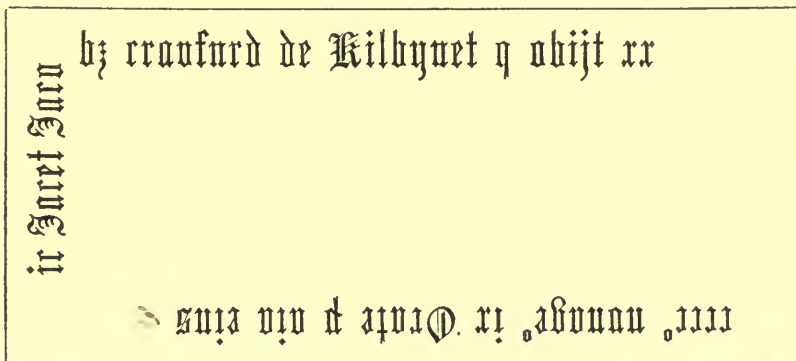 ic Jacet Jaco
bz craufurd de Kilbynet q obijt xx
cccc° nonage° ix . Orate p aia eius